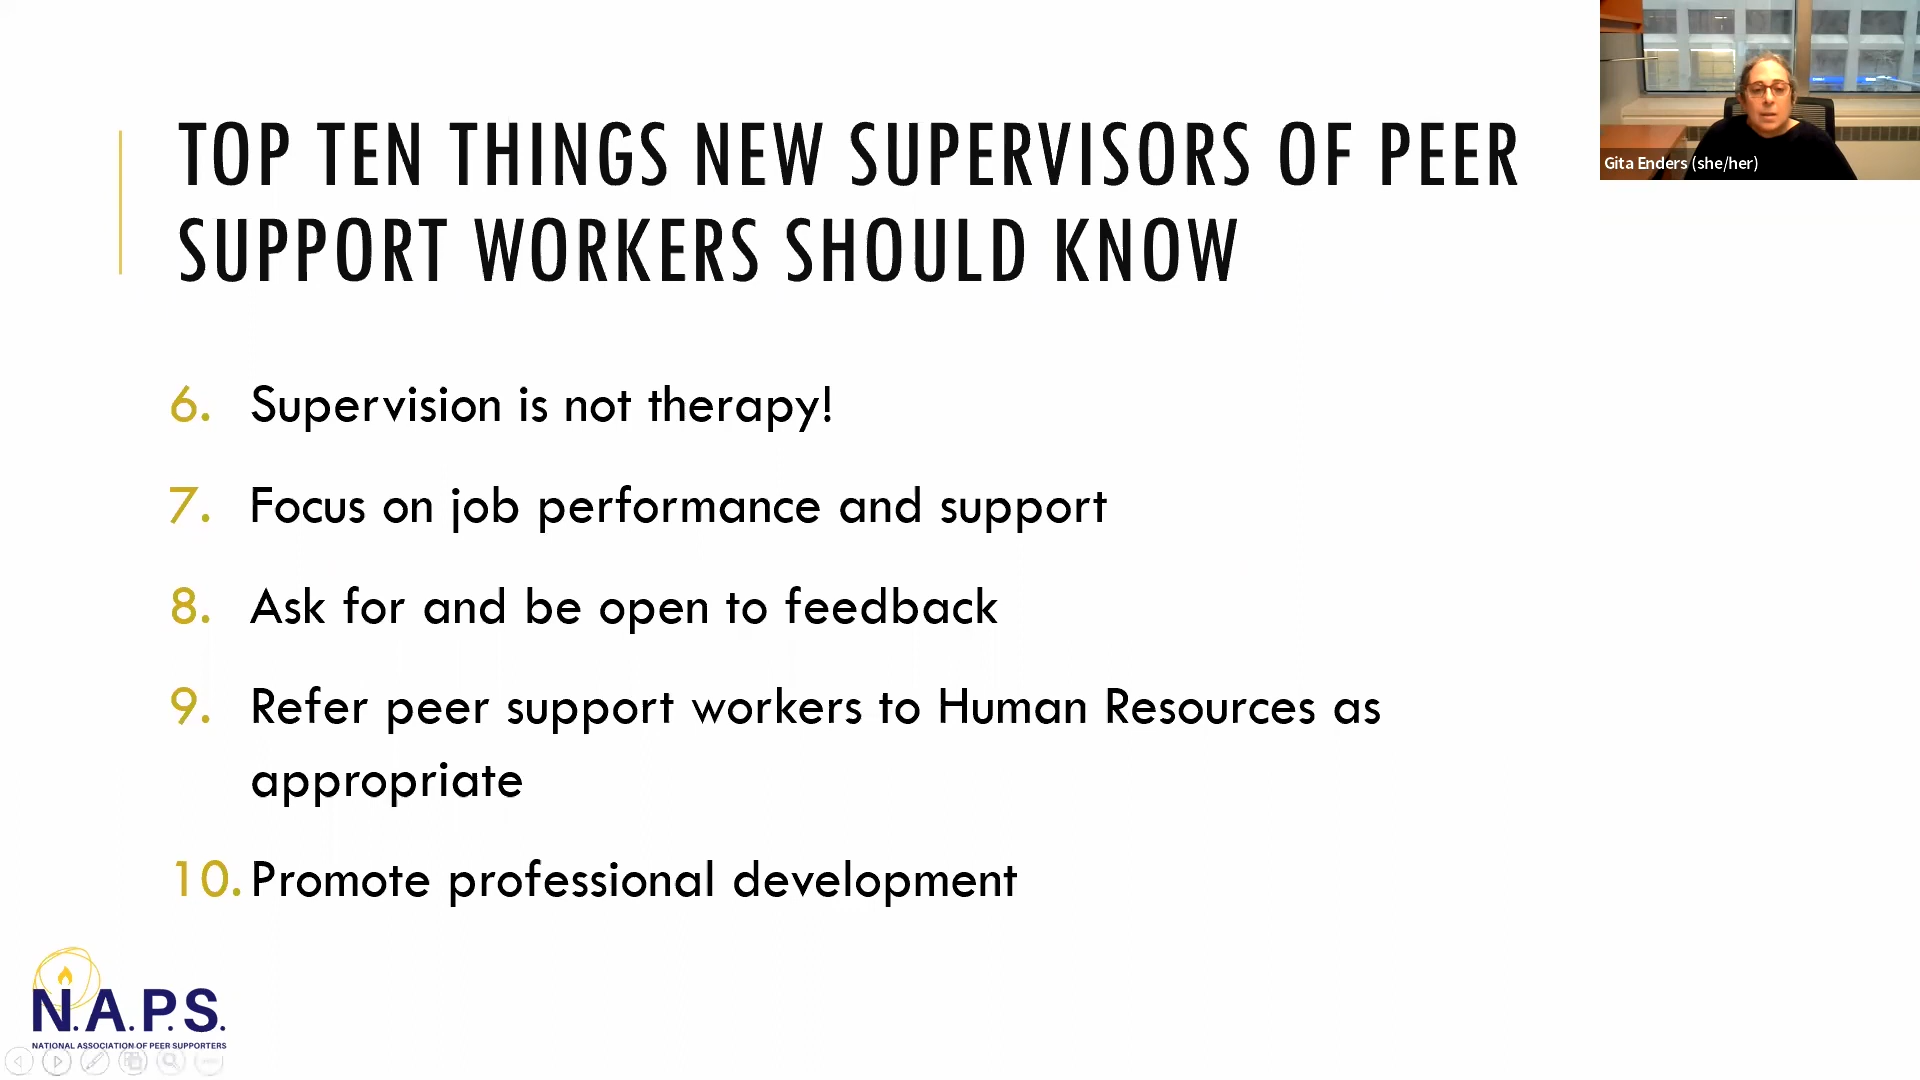 TOP TEN THINGS NEW SUPERVISORS OF PEER
SUPPORT WORKERS SHOULD KNOW
Gita Enders (she/her)
6. Supervision is not therapy!
7. Focus on job performance and support
8. Ask for and be open to feedback
9. Refer peer support workers to Human Resources as
appropriate
10. Promote professional development
N.A.P.S.
NATIONAL ASSOCIATION OF PEER SUPPORTERS